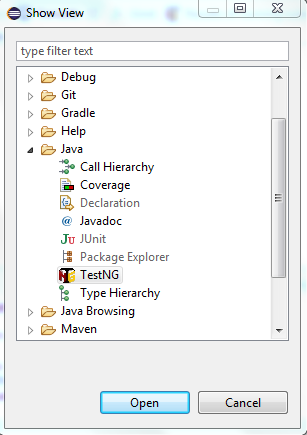 Show View
type filter text
Debug
Git
Gradle
Help
Java
Call Hierarchy
Coverage
Declaration
@ Javadoc
JU JUnit
Package Explorer
TestNG
Type Hierarchy
Java Browsing
Maven
Open Cancel